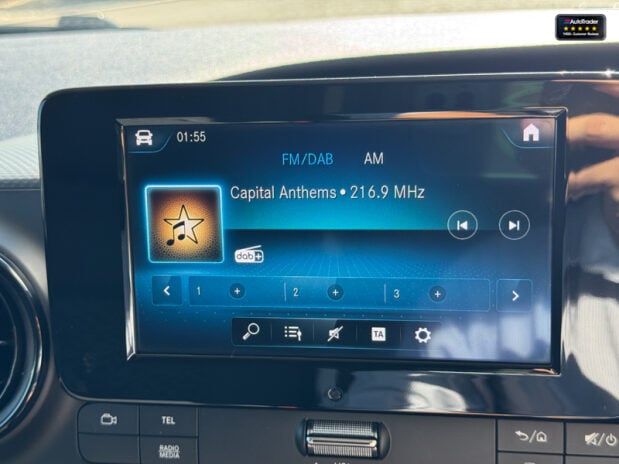 AutoTrader
01:55
FM/DAB AM
Capital Anthems • 216.9 MHz
dab+
1 + 2 + 3 +
TA
TEL
RADIO
MEDIA